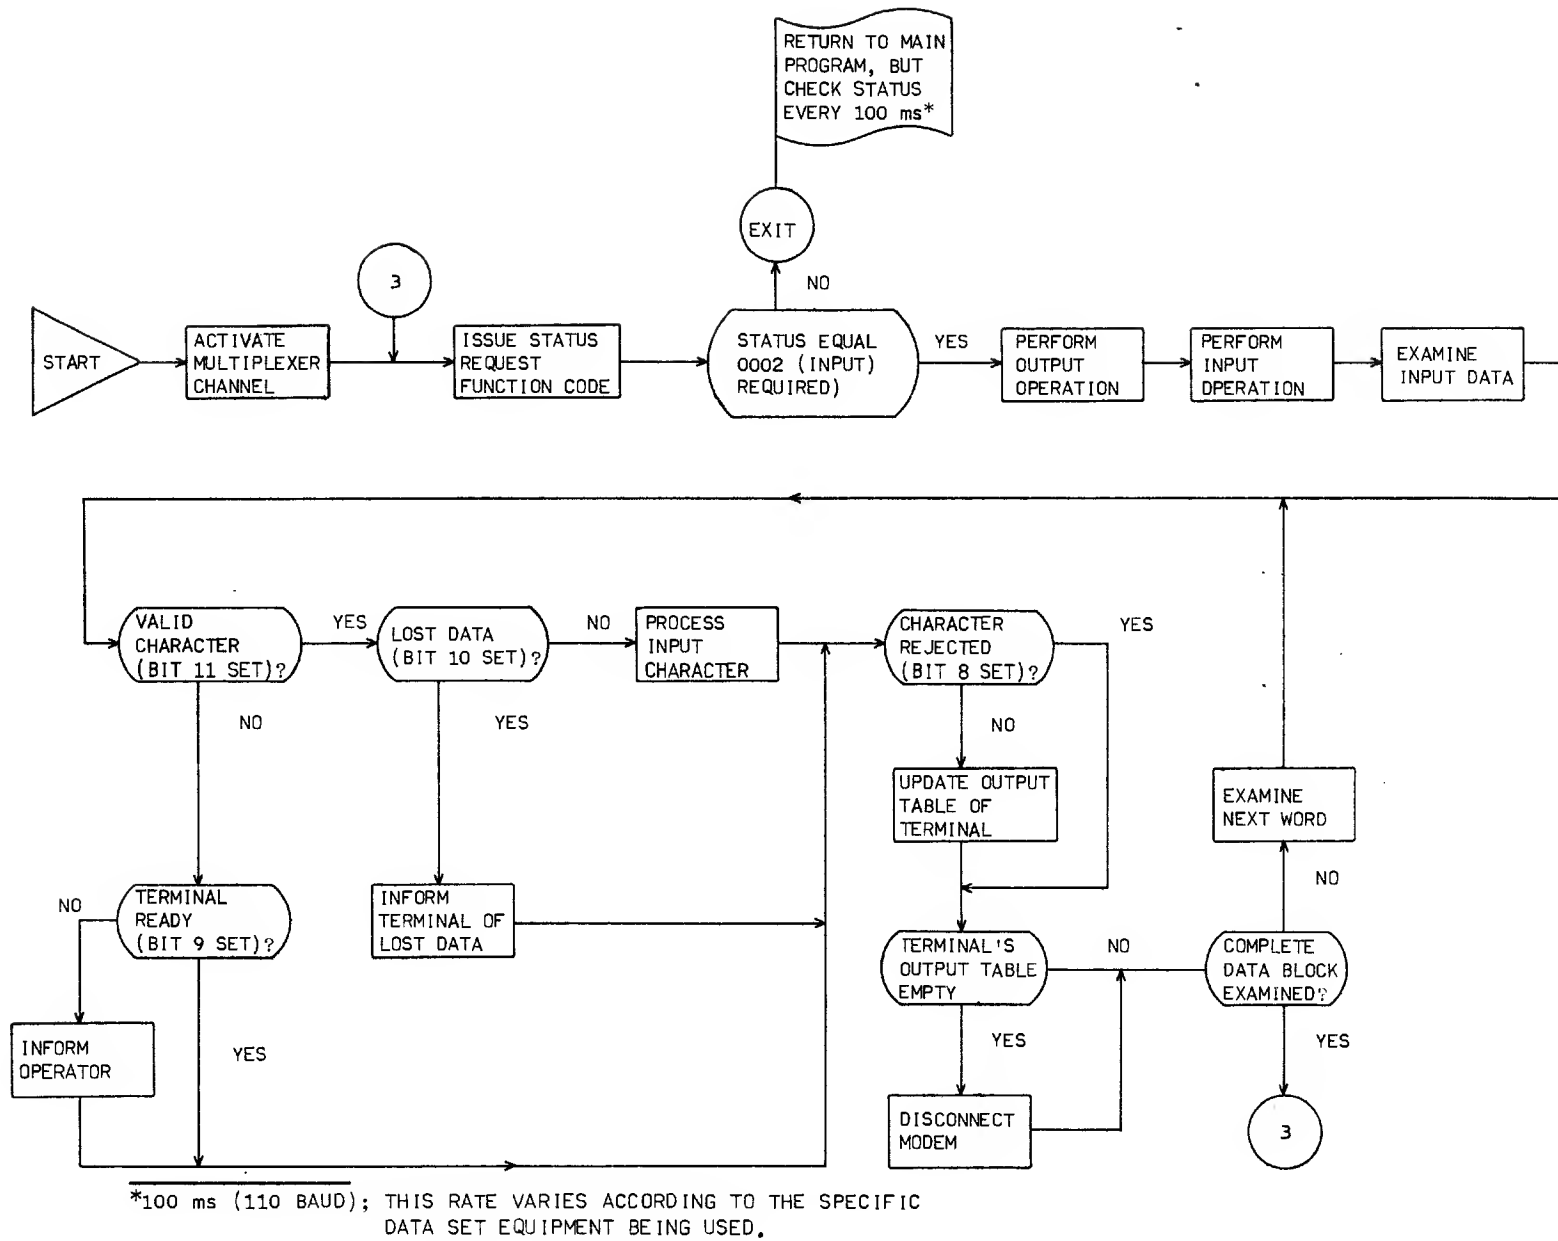 RETURN TO MAIN
PROGRAM, BUT
CHECK STATUS
EVERY 100 ms*
EXIT
NO
3
START
ACTIVATE
MULTIPLEXER
CHANNEL
ISSUE STATUS
REQUEST
FUNCTION CODE
STATUS EQUAL
0002 (INPUT)
REQUIRED)
YES
PERFORM
OUTPUT
OPERATION
PERFORM
INPUT
DPERATION
EXAMINE
INPUT DATA
VALID
CHARACTER
(BIT 11 SET)?
YES
LOST DATA
(BIT 10 SET)?
NO
PROCESS
INPUT
CHARACTER
CHARACTER
REJECTED
(BIT 8 SET)?
YES
NO
YES
NO
UPDATE OUTPUT
TABLE OF
TERMINAL
EXAMINE
NEXT WORD
NO
TERMINAL
READY
(BIT 9 SET)?
NO
INFORM
TERMINAL OF
LOST DATA
TERMINAL'S
OUTPUT TABLE
EMPTY
NO
COMPLETE
DATA BLOCK
EXAMINED?
INFORM
OPERATOR
YES
YES
YES
DISCONNECT
MODEM
3
*100 ms (110 BAUD); THIS RATE VARIES ACCORDING TO THE SPECIFIC
DATA SET EQUIPMENT BEING USED.